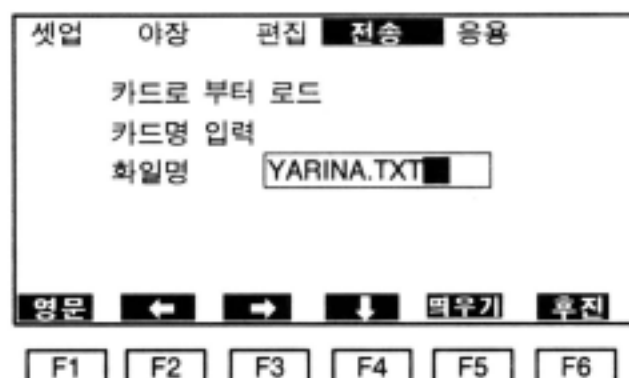 셋업 야장 편집 전송 응용
카드로 부터 로드
카드명 입력
화일명 YARINA.TXT
영문 ← → ↓ 띄우기 후진
F1 F2 F3 F4 F5 F6